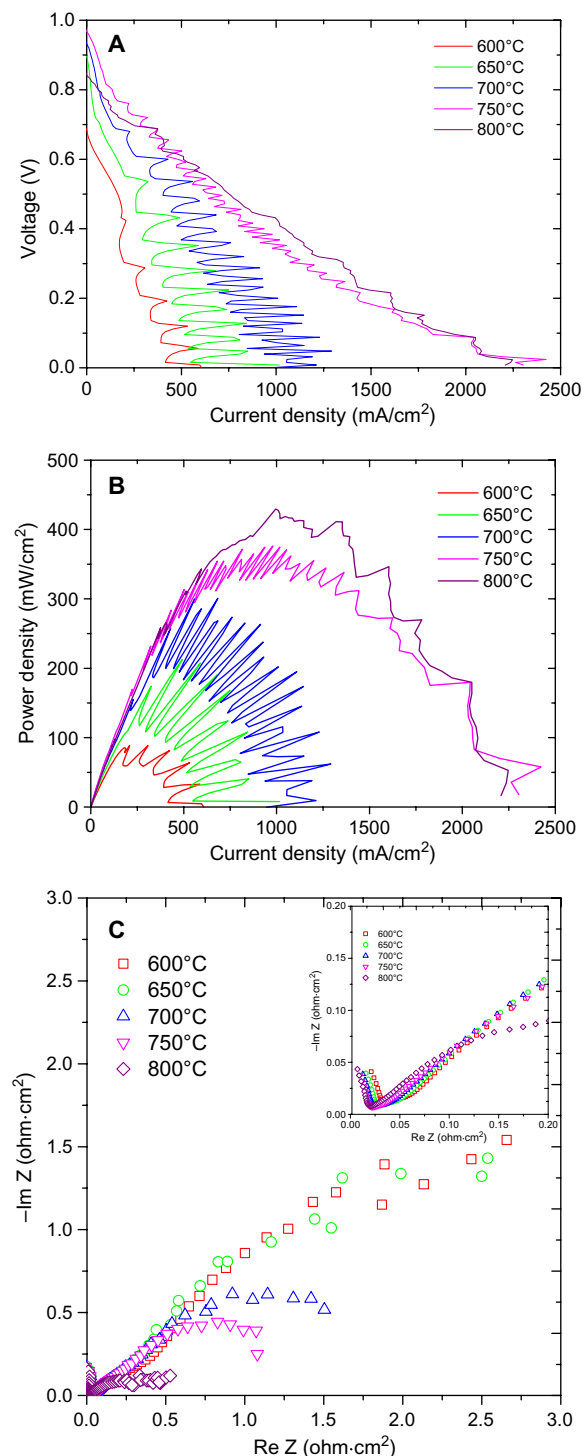 A
1.0
0.8
0.6
0.4
0.2
0.0
Voltage (V)
600°C
650°C
700°C
750°C
800°C
0 500 1000 1500 2000 2500
Current density (mA/cm²)
B
500
400
300
200
100
0
Power density (mW/cm²)
600°C
650°C
700°C
750°C
800°C
0 500 1000 1500 2000 2500
Current density (mA/cm²)
C
3.0
2.5
2.0
1.5
1.0
0.5
0.0
–Im Z (ohm·cm²)
600°C
650°C
700°C
750°C
800°C
0.20
0.15
0.10
0.05
0.00
–Im Z (ohm·cm²)
600°C
650°C
700°C
750°C
800°C
0.00 0.05 0.10 0.15 0.20
Re Z (ohm·cm²)
0.0 0.5 1.0 1.5 2.0 2.5 3.0
Re Z (ohm·cm²)